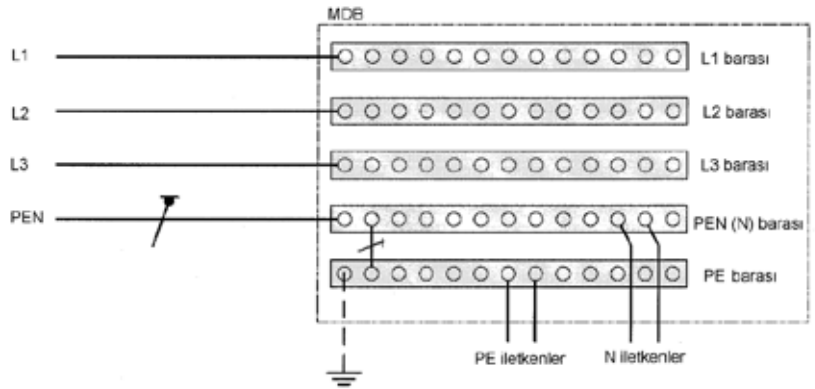 MDB
L1
L1 barası
L2
L2 barası
L3
L3 barası
PEN
PEN (N) barası
PE barası
PE iletkenler
N iletkenler